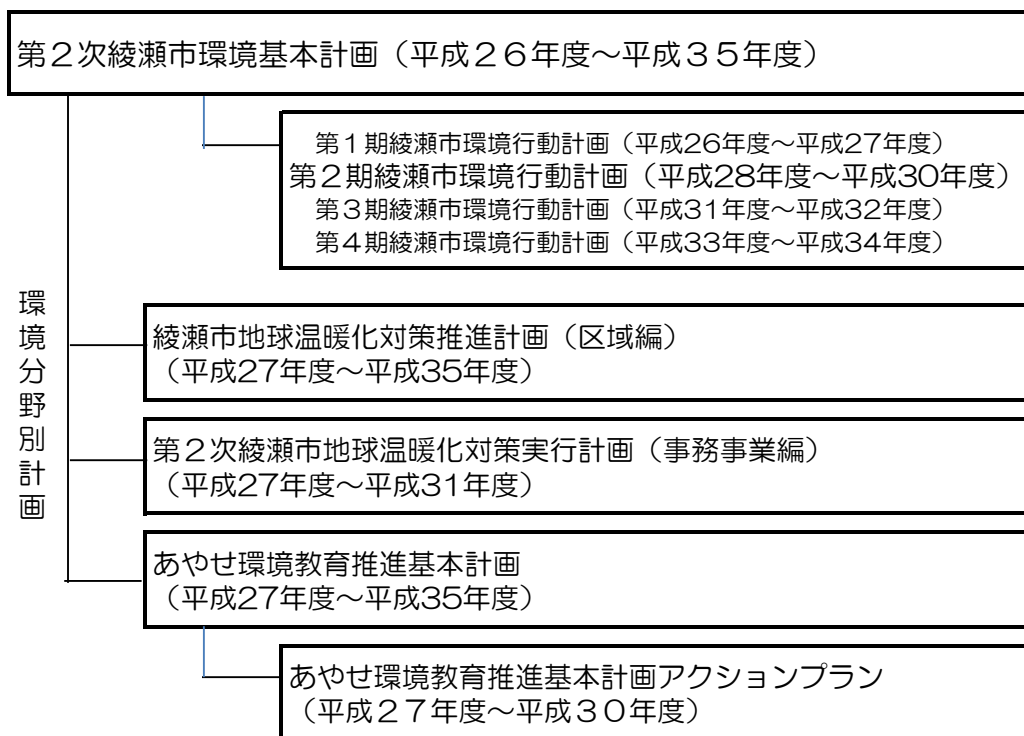 第２次綾瀬市環境基本計画（平成２６年度～平成３５年度）
第１期綾瀬市環境行動計画（平成26年度～平成27年度）
第２期綾瀬市環境行動計画（平成28年度～平成30年度）
第３期綾瀬市環境行動計画（平成31年度～平成32年度）
第４期綾瀬市環境行動計画（平成33年度～平成34年度）
環境分野別計画
綾瀬市地球温暖化対策推進計画（区域編）
（平成27年度～平成35年度）
第２次綾瀬市地球温暖化対策実行計画（事務事業編）
（平成27年度～平成31年度）
あやせ環境教育推進基本計画
（平成27年度～平成35年度）
あやせ環境教育推進基本計画アクションプラン
（平成２７年度～平成３０年度）